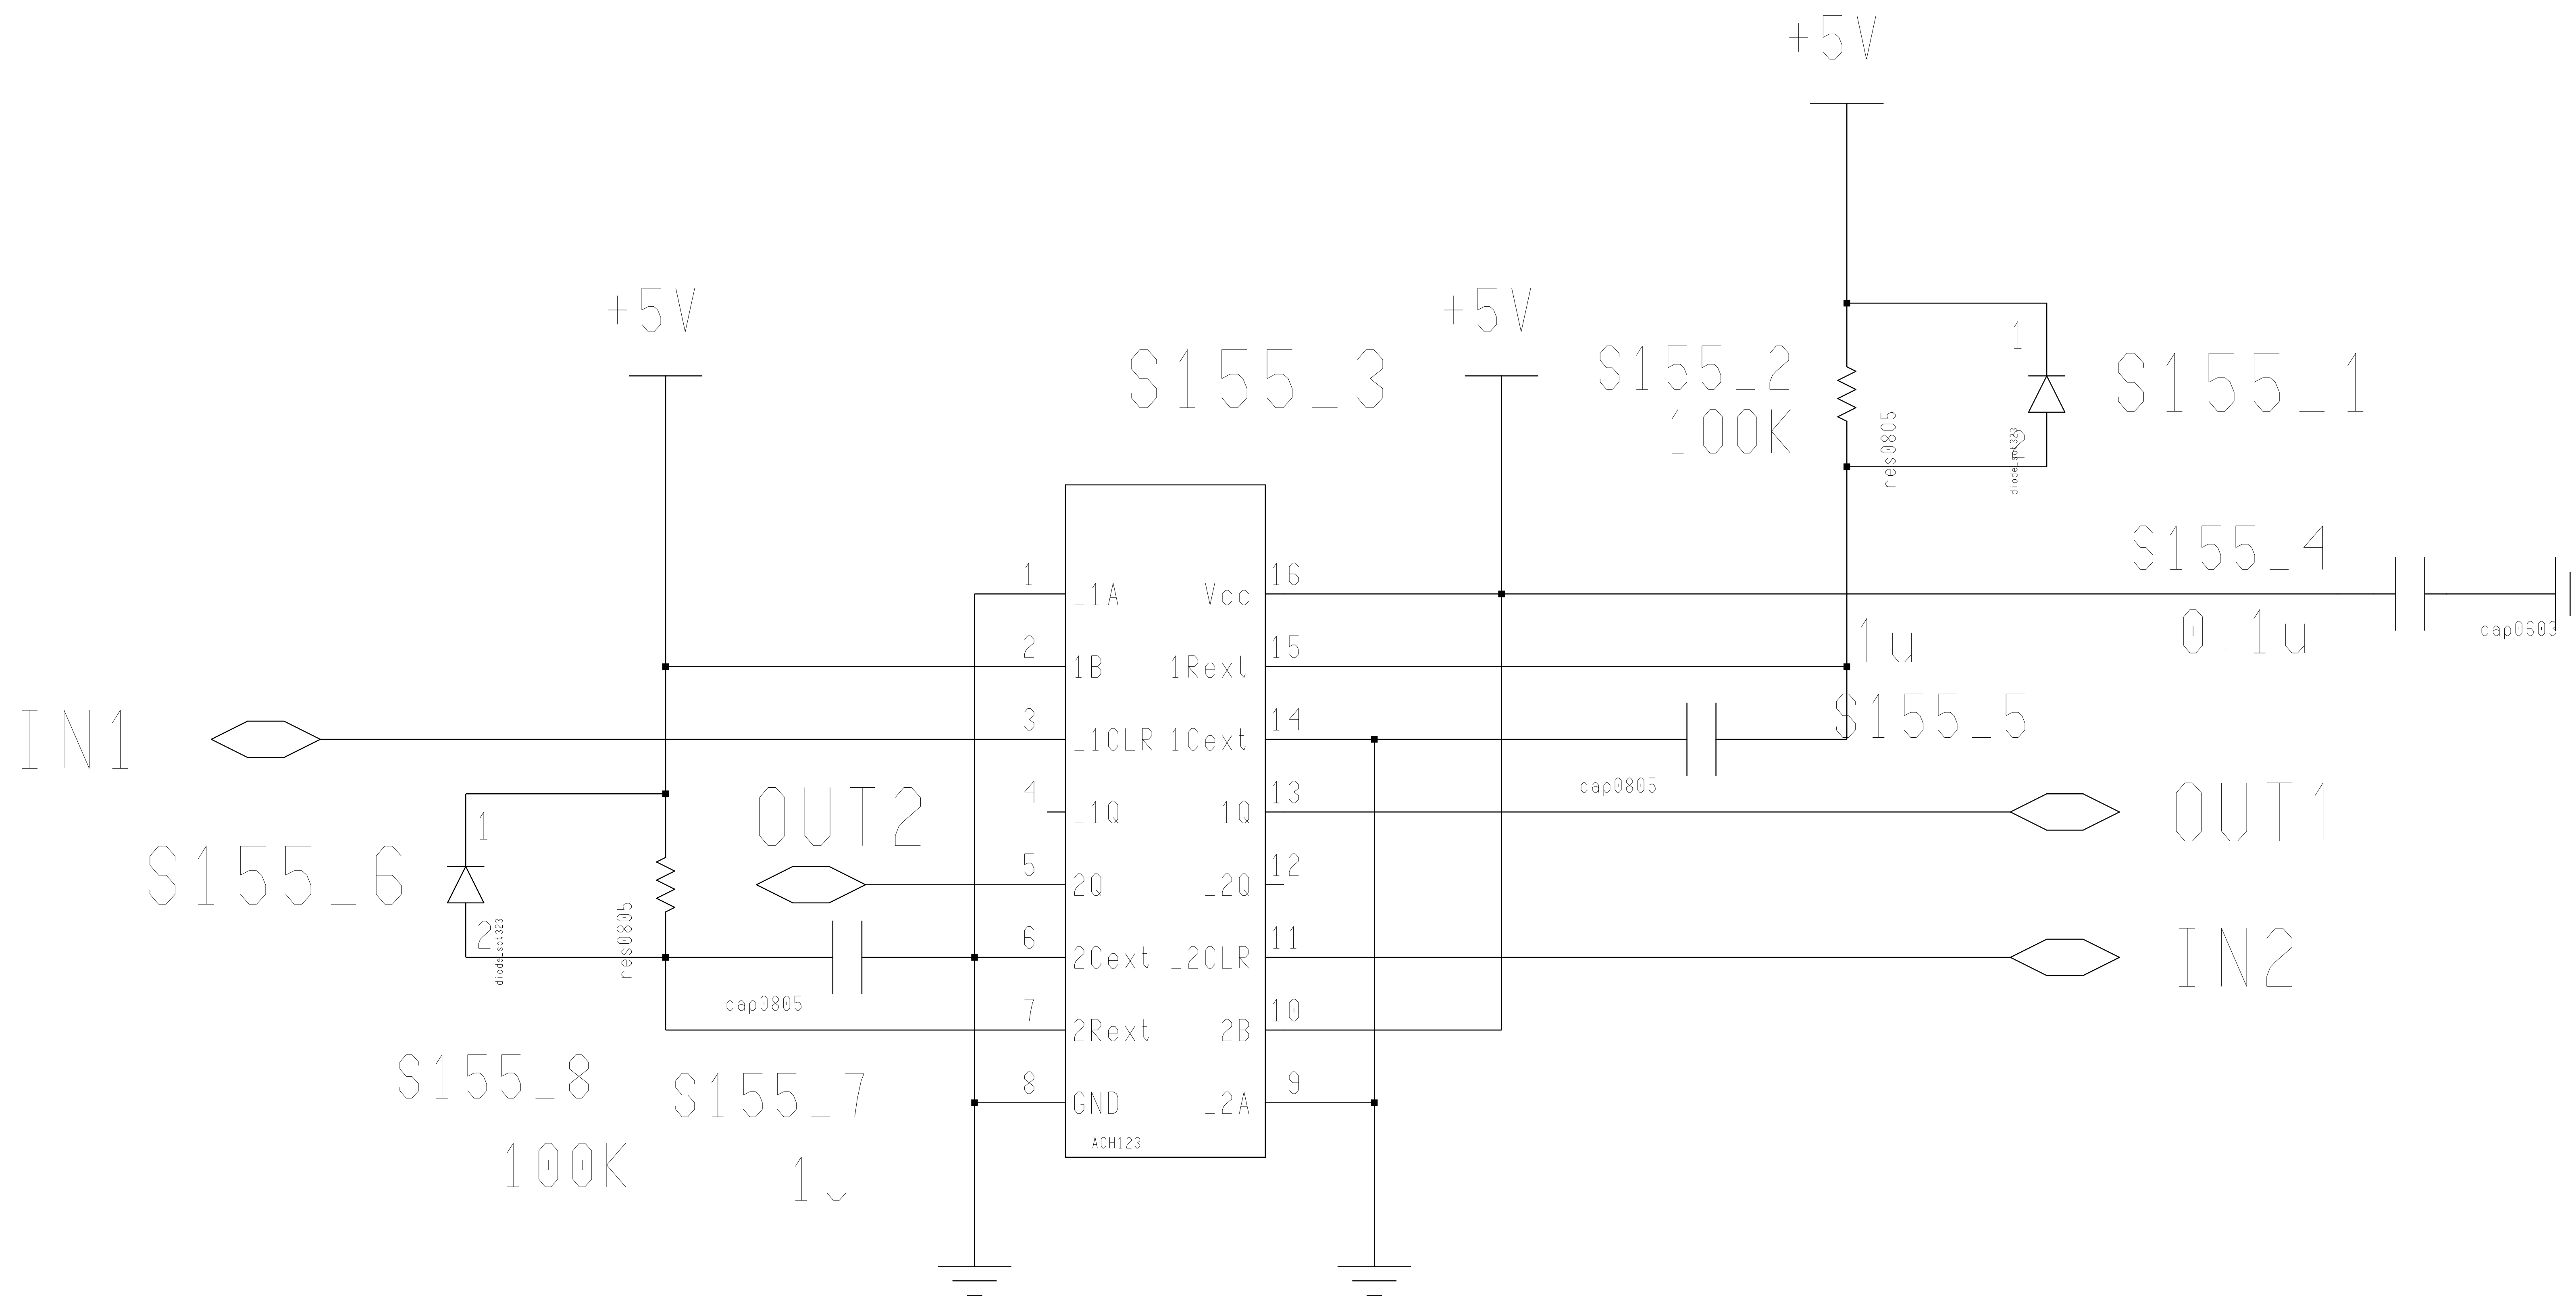 +5V
+5V
+5V
S155_3
S155_2
100K
res0805
1
2
diode_sot323
S155_1
S155_4
0.1u
cap0603
1
_1A
Vcc
16
2
1B
1Rext
15
1u
IN1
3
_1CLR
1Cext
14
S155_5
cap0805
4
_1Q
1Q
13
OUT1
OUT2
S155_6
1
2
diode_sot323
res0805
5
2Q
_2Q
12
6
2Cext
_2CLR
11
IN2
cap0805
7
2Rext
2B
10
S155_8
100K
S155_7
1u
8
GND
_2A
9
ACH123